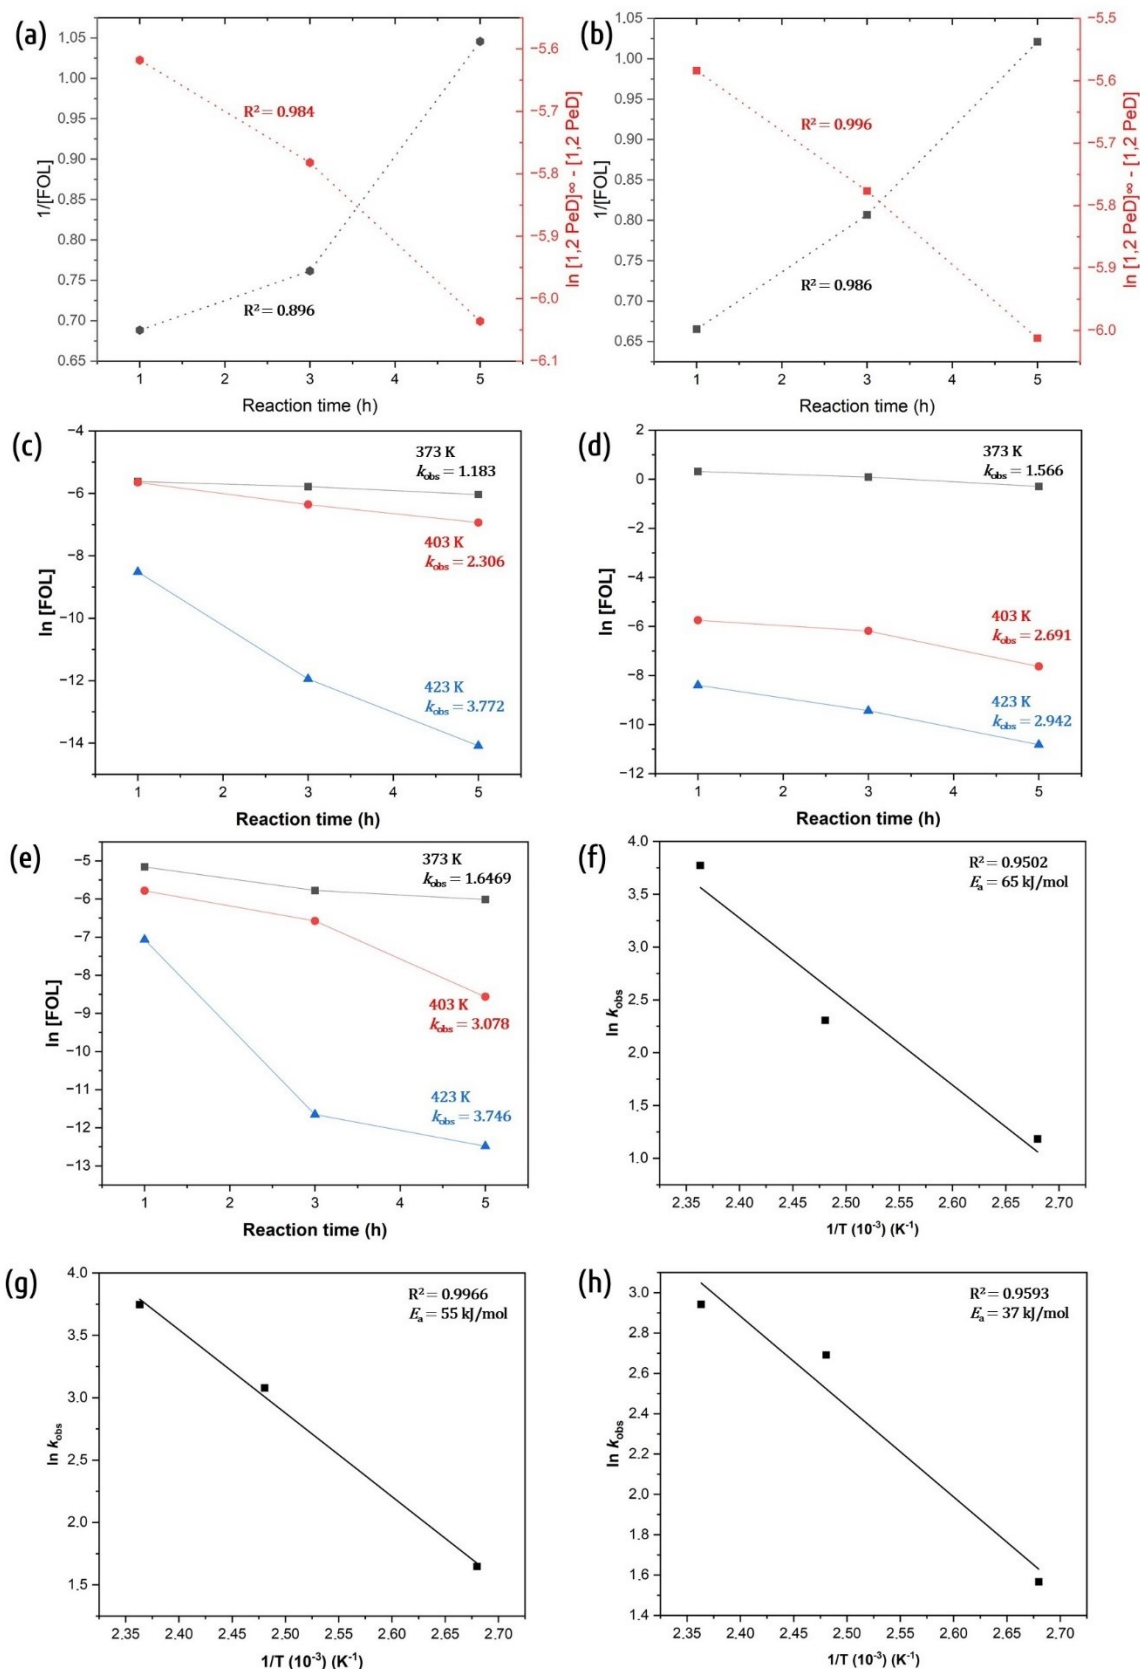 (a)
1.05
1.00
0.95
0.90
0.85
0.80
0.75
0.70
0.65
1/[FOL]
R² = 0.984
R² = 0.896
1 2 3 4 5
Reaction time (h)
−5.6
−5.7
−5.8
−5.9
−6.0
−6.1
ln [1,2 PeD]∞ - [1,2 PeD]
(b)
1.05
1.00
0.95
0.90
0.85
0.80
0.75
0.70
0.65
1/[FOL]
R² = 0.996
R² = 0.986
1 2 3 4 5
Reaction time (h)
−5.5
−5.6
−5.7
−5.8
−5.9
−6.0
ln [1,2 PeD]∞ - [1,2 PeD]
(c)
−4
−6
−8
−10
−12
−14
ln [FOL]
373 K
kobs = 1.183
403 K
kobs = 2.306
423 K
kobs = 3.772
1 2 3 4 5
Reaction time (h)
(d)
2
0
−2
−4
−6
−8
−10
−12
ln [FOL]
373 K
kobs = 1.566
403 K
kobs = 2.691
423 K
kobs = 2.942
1 2 3 4 5
Reaction time (h)
(e)
−5
−6
−7
−8
−9
−10
−11
−12
−13
ln [FOL]
373 K
kobs = 1.6469
403 K
kobs = 3.078
423 K
kobs = 3.746
1 2 3 4 5
Reaction time (h)
(f)
4.0
3.5
3.0
2.5
2.0
1.5
1.0
ln kobs
R² = 0.9502
Ea = 65 kJ/mol
2.35 2.40 2.45 2.50 2.55 2.60 2.65 2.70
1/T (10⁻³) (K⁻¹)
(g)
4.0
3.5
3.0
2.5
2.0
1.5
ln kobs
R² = 0.9966
Ea = 55 kJ/mol
2.35 2.40 2.45 2.50 2.55 2.60 2.65 2.70
1/T (10⁻³) (K⁻¹)
(h)
3.0
2.8
2.6
2.4
2.2
2.0
1.8
1.6
1.4
ln kobs
R² = 0.9593
Ea = 37 kJ/mol
2.35 2.40 2.45 2.50 2.55 2.60 2.65 2.70
1/T (10⁻³) (K⁻¹)